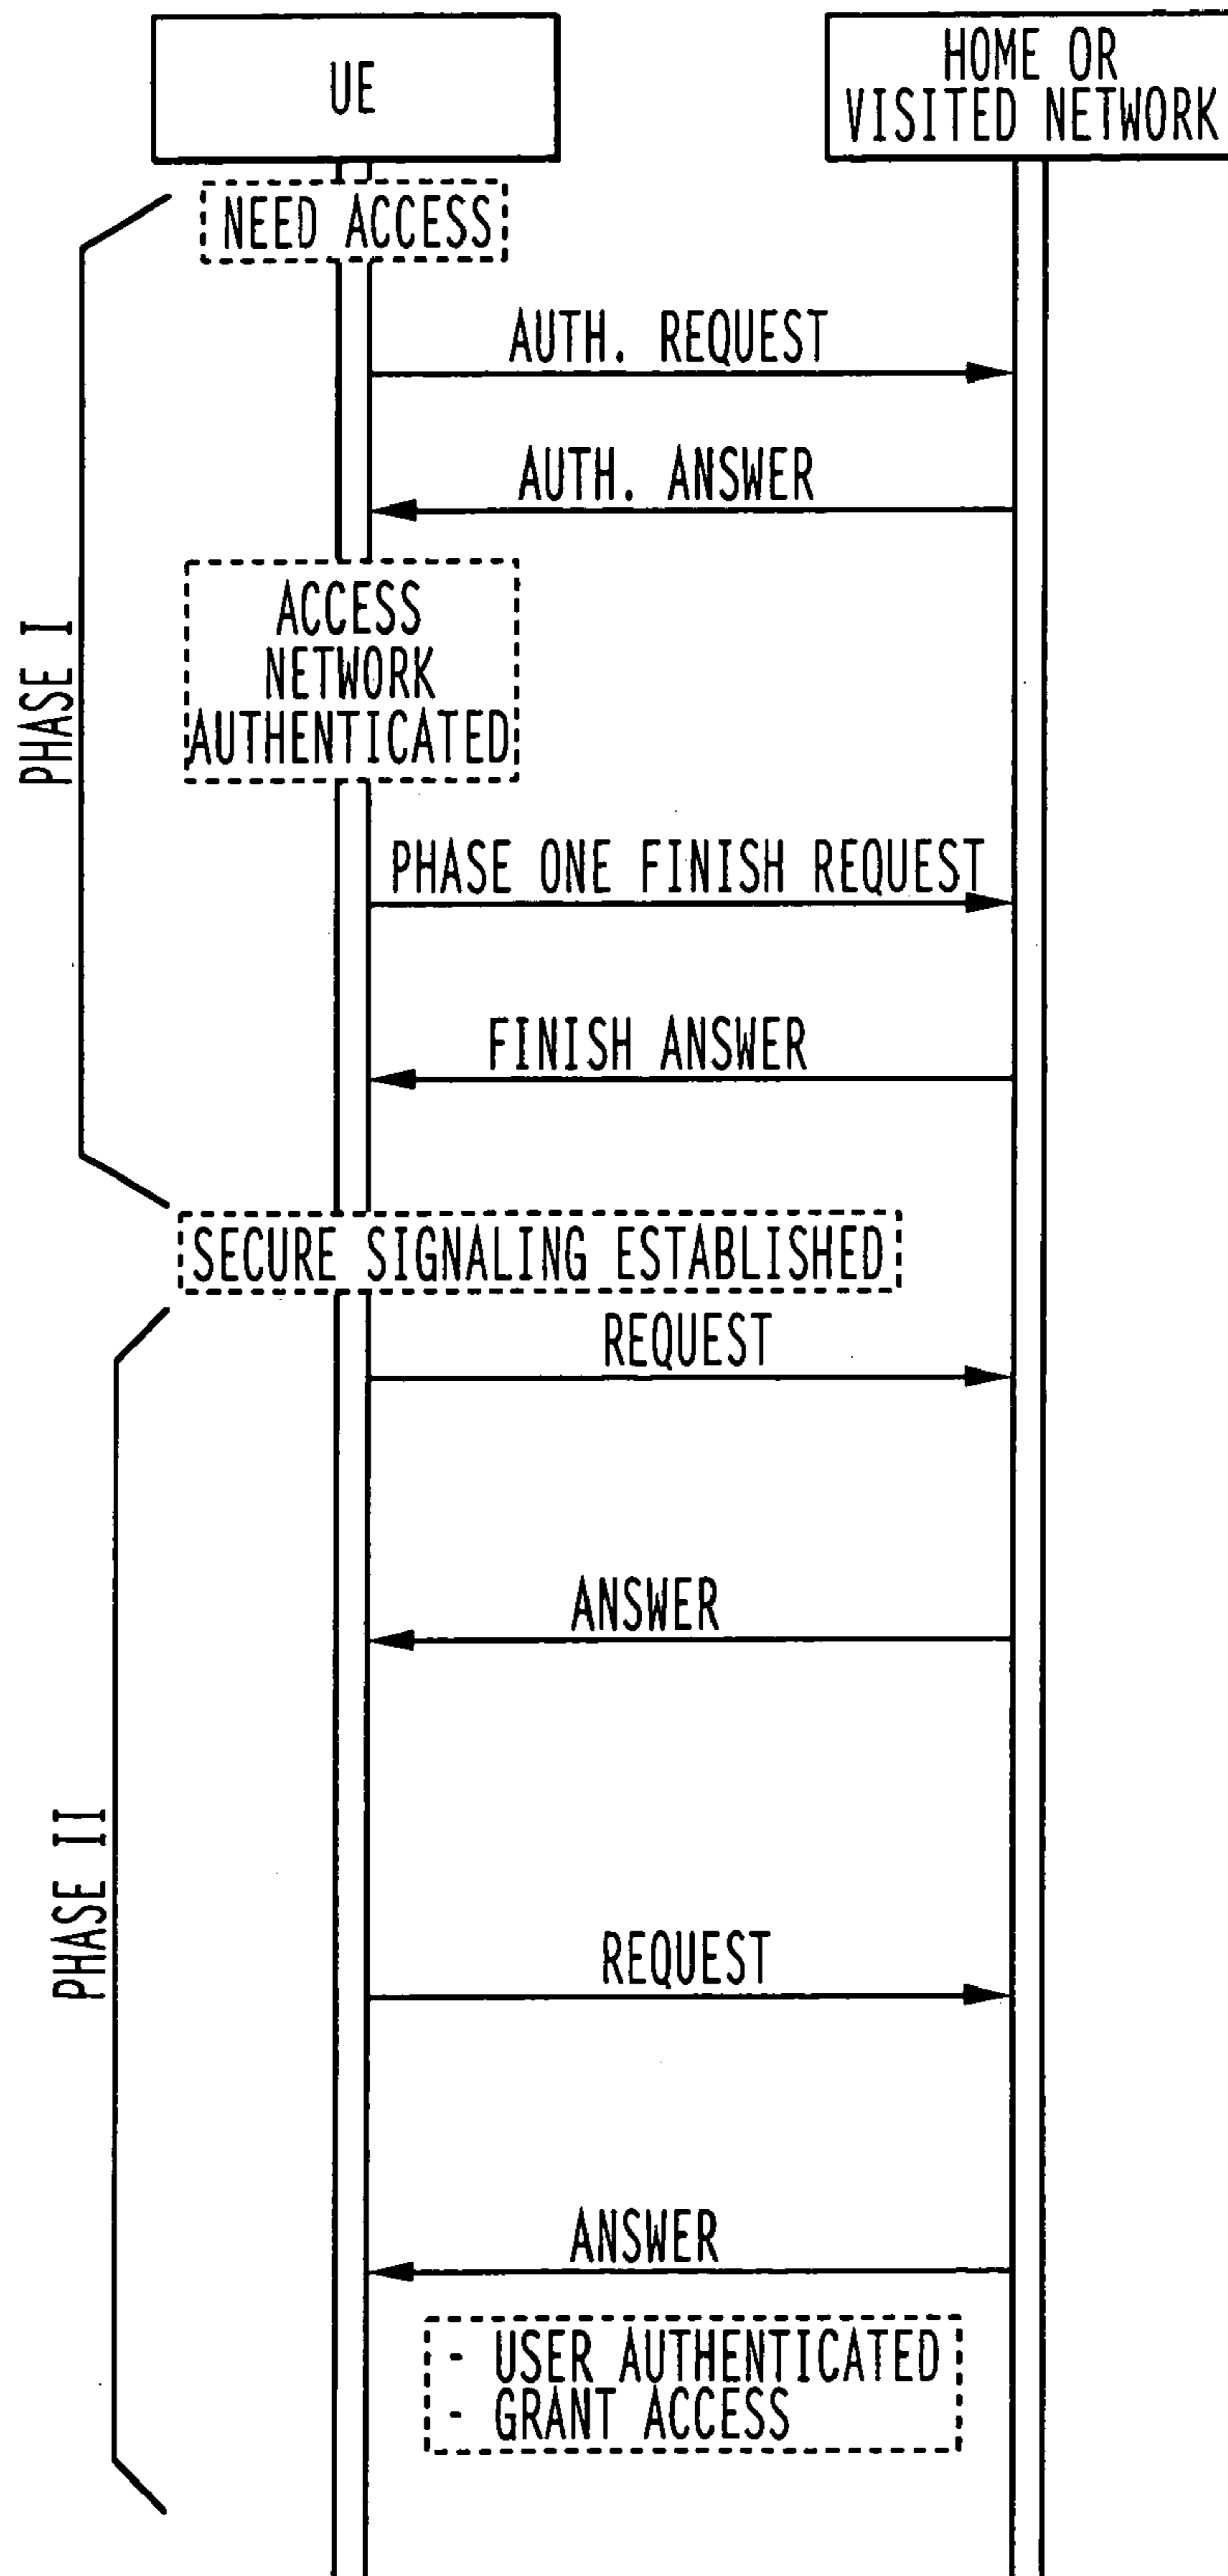 UE
HOME OR
VISITED NETWORK
NEED ACCESS
AUTH. REQUEST
AUTH. ANSWER
ACCESS
NETWORK
AUTHENTICATED
PHASE I
PHASE ONE FINISH REQUEST
FINISH ANSWER
SECURE SIGNALING ESTABLISHED
REQUEST
ANSWER
PHASE II
REQUEST
ANSWER
- USER AUTHENTICATED
- GRANT ACCESS